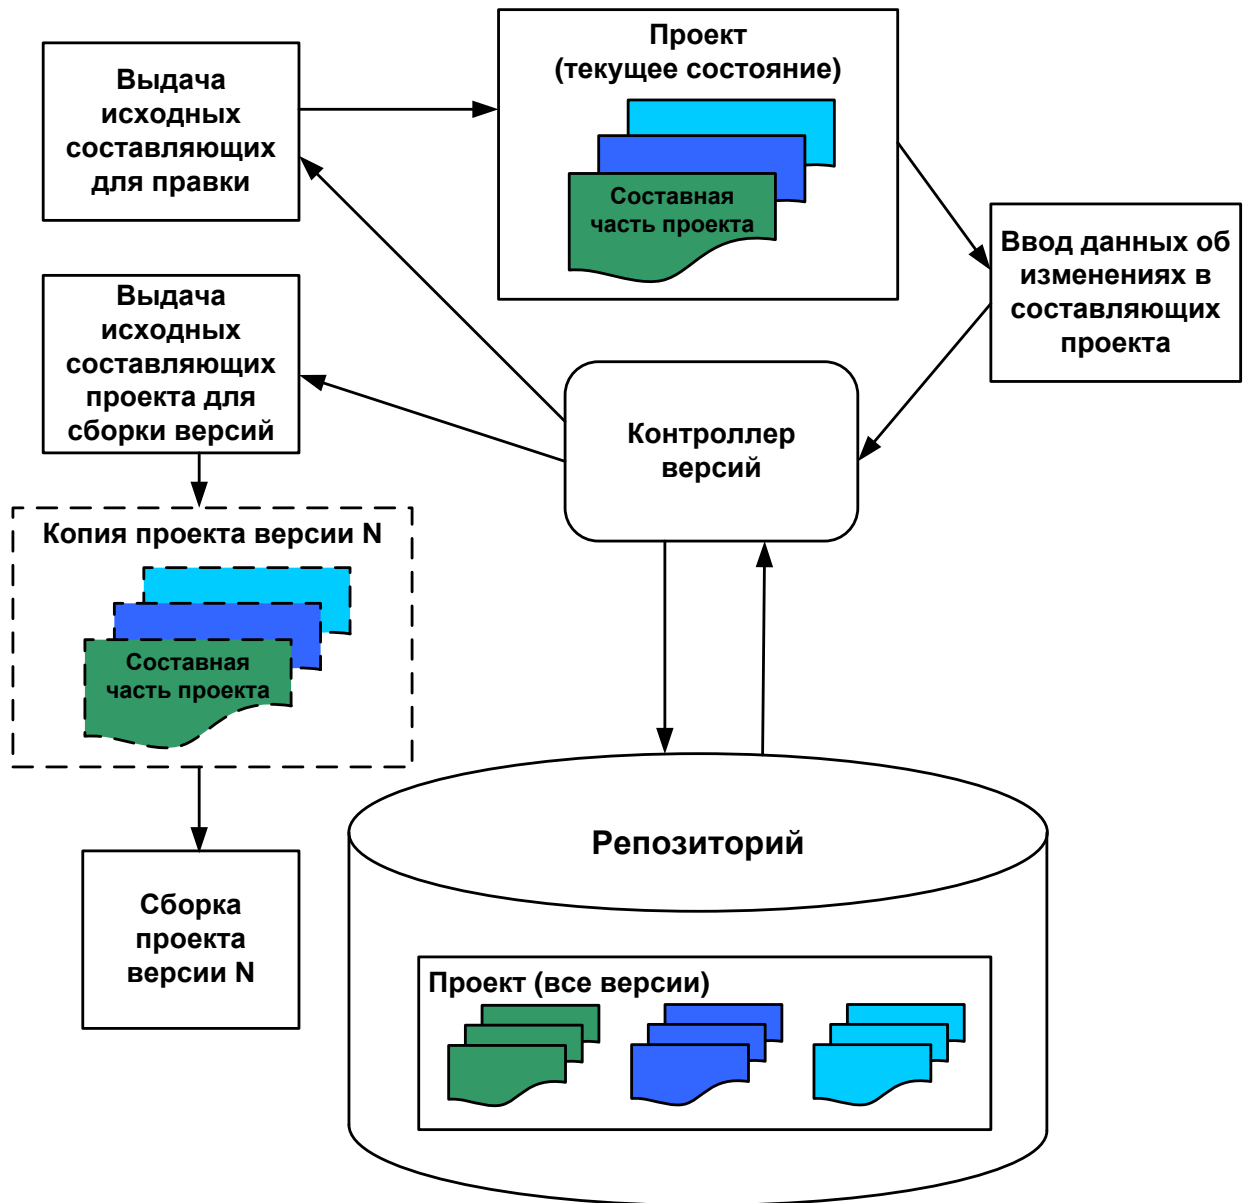 Выдача
исходных
составляющих
для правки
Проект
(текущее состояние)
Составная
часть проекта
Ввод данных об
изменениях в
составляющих
проекта
Выдача
исходных
составляющих
проекта для
сборки версий
Контроллер
версий
Копия проекта версии N
Составная
часть проекта
Сборка
проекта
версии N
Репозиторий
Проект (все версии)